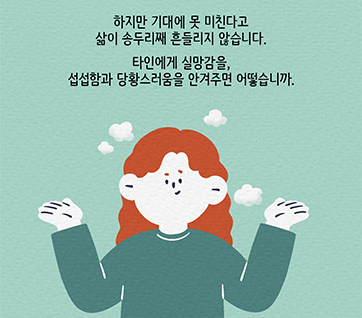 하지만 기대에 못 미친다고
삶이 송두리째 흔들리지 않습니다.
타인에게 실망감을,
섭섭함과 당황스러움을 안겨주면 어떻습니까.